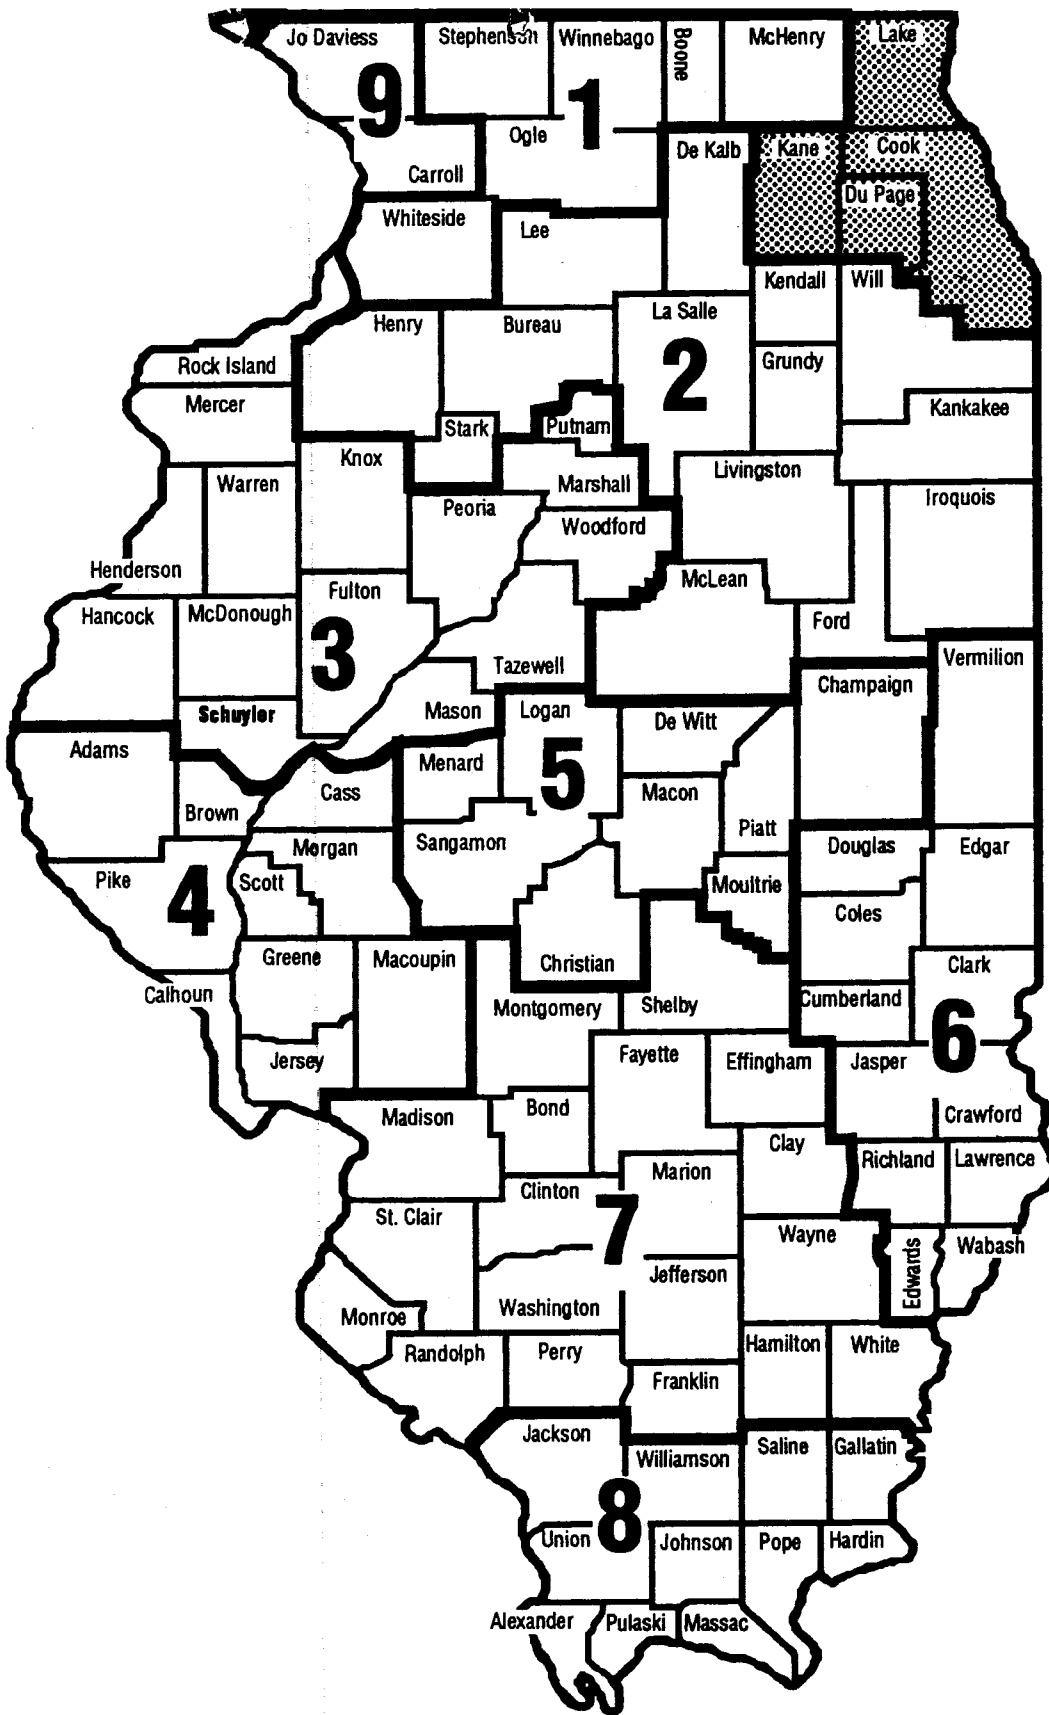 Jo Daviess
Stephenson
Winnebago
Boone
McHenry
Lake
9
1
Ogle
De Kalb
Kane
Cook
Carroll
Du Page
Whiteside
Lee
Kendall
Will
Henry
Bureau
La Salle
2
Rock Island
Grundy
Mercer
Kankakee
Stark
Putnam
Knox
Livingston
Warren
Marshall
Iroquois
Peoria
Woodford
Henderson
McLean
Fulton
Hancock
McDonough
Ford
3
Tazewell
Vermilion
Champaign
Schuyler
Mason
Logan
De Witt
Adams
Menard
5
Cass
Macon
Brown
Piatt
Morgan
Sangamon
Douglas
Edgar
Pike
Scott
Moultrie
4
Coles
Greene
Macoupin
Christian
Clark
Calhoun
Montgomery
Shelby
Cumberland
6
Jersey
Fayette
Effingham
Jasper
Madison
Bond
Crawford
Clay
Marion
Richland
Lawrence
Clinton
St. Clair
7
Wayne
Edwards
Wabash
Jefferson
Monroe
Washington
Randolph
Perry
Hamilton
White
Franklin
Jackson
Williamson
Saline
Gallatin
8
Union
Johnson
Pope
Hardin
Alexander
Pulaski
Massac